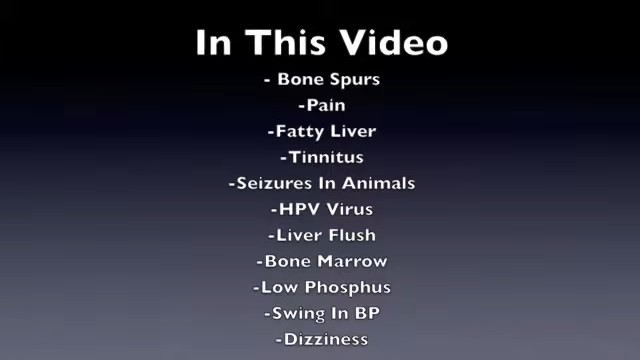 In This Video
- Bone Spurs
-Pain
-Fatty Liver
-Tinnitus
-Seizures In Animals
-HPV Virus
-Liver Flush
-Bone Marrow
-Low Phosphus
-Swing In BP
-Dizziness